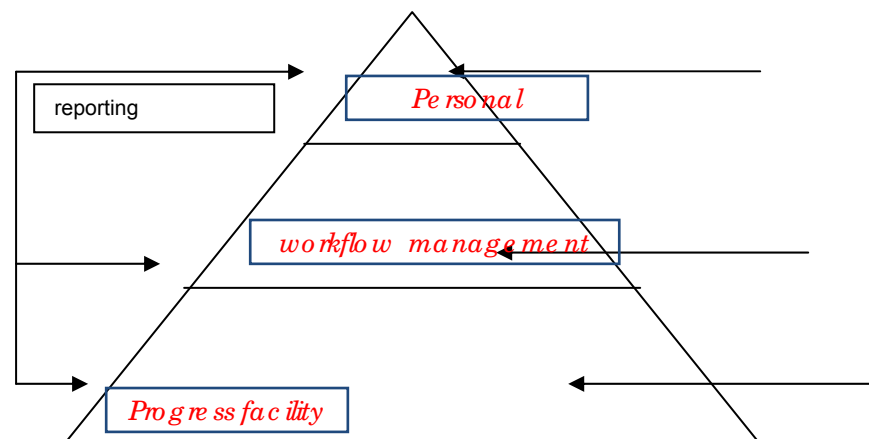 Personal
reporting
workflow management
Progress facility